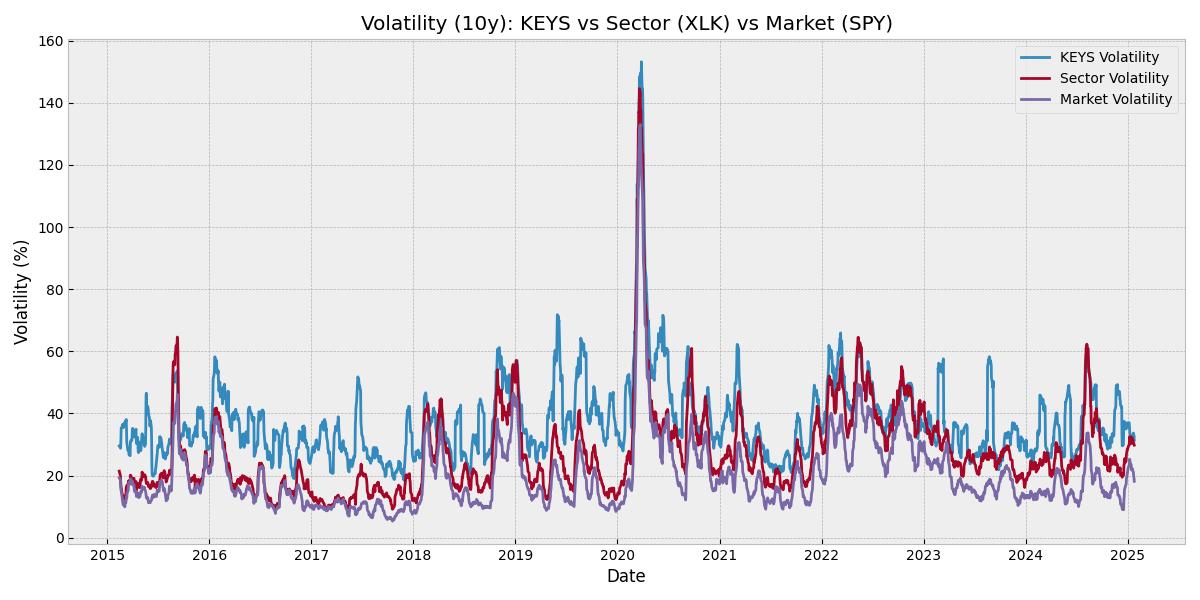 Volatility (10y): KEYS vs Sector (XLK) vs Market (SPY)
KEYS Volatility
Sector Volatility
Market Volatility
Volatility (%)
160
140
120
100
80
60
40
20
0
2015 2016 2017 2018 2019 2020 2021 2022 2023 2024 2025
Date